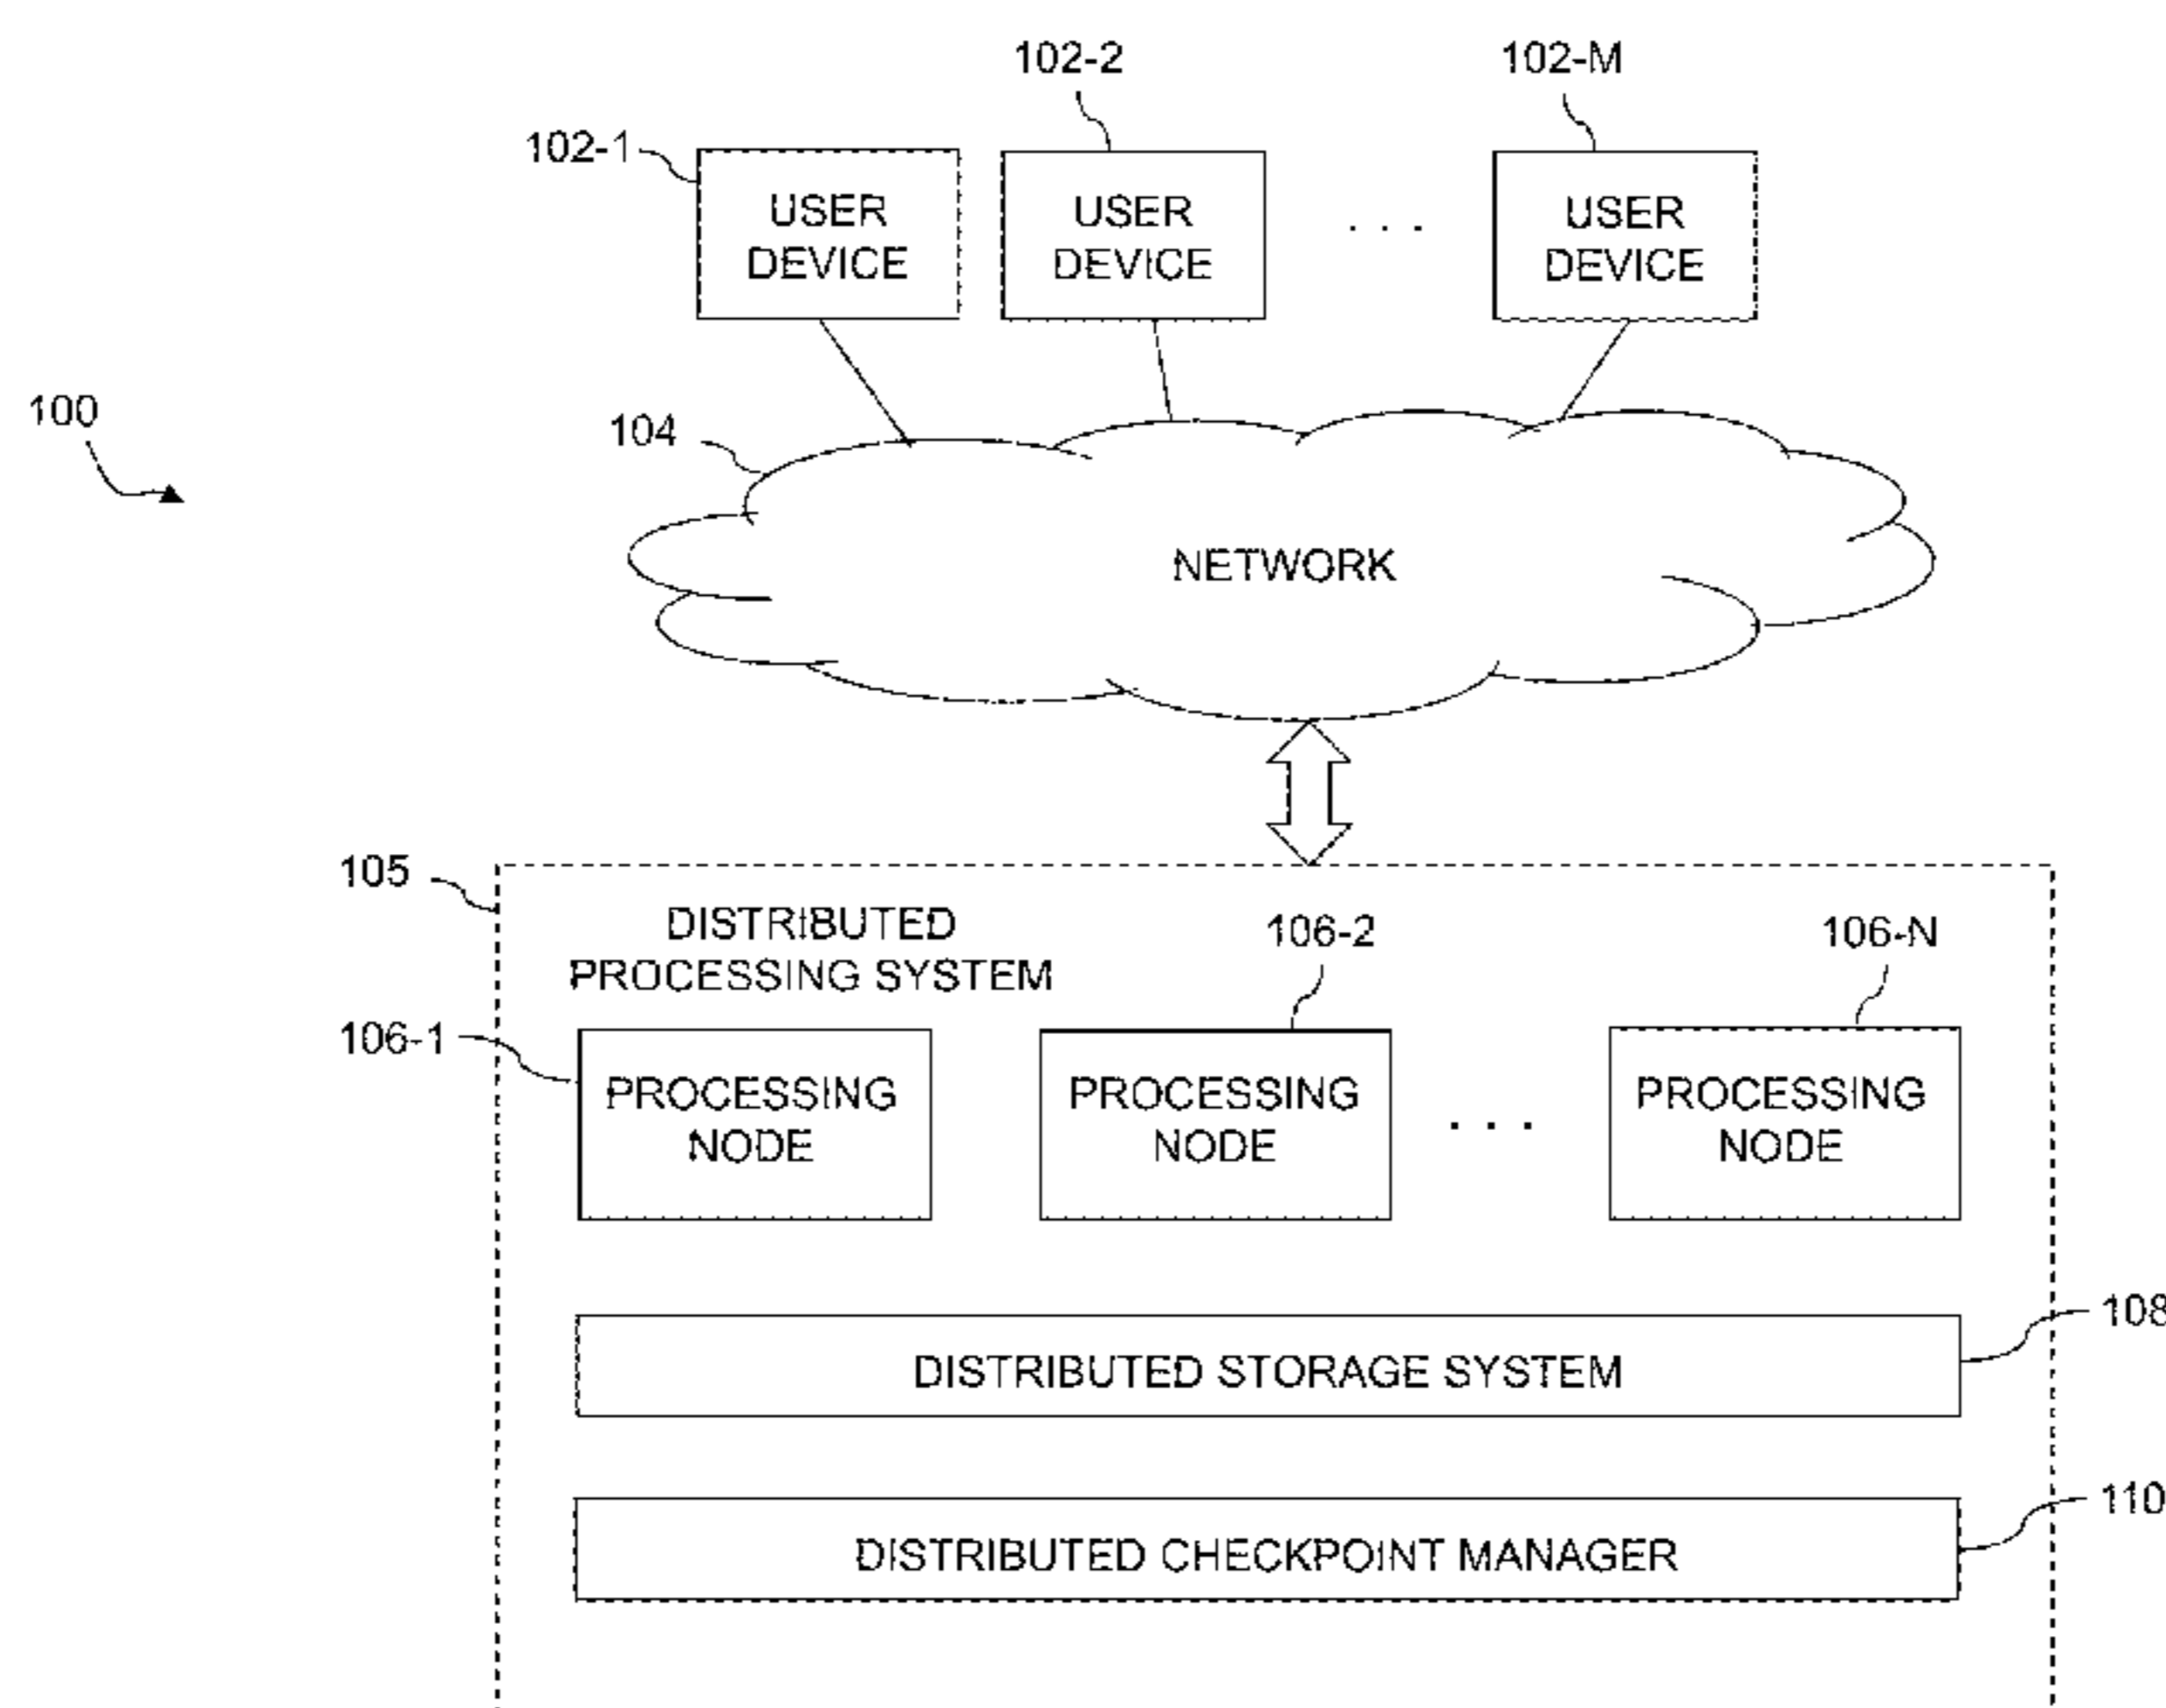 102-2
102-M
102-1
USER
DEVICE
USER
DEVICE
. . .
USER
DEVICE
100
104
NETWORK
105
DISTRIBUTED
PROCESSING SYSTEM
106-2
106-N
106-1
PROCESSING
NODE
PROCESSING
NODE
. . .
PROCESSING
NODE
108
DISTRIBUTED STORAGE SYSTEM
110
DISTRIBUTED CHECKPOINT MANAGER